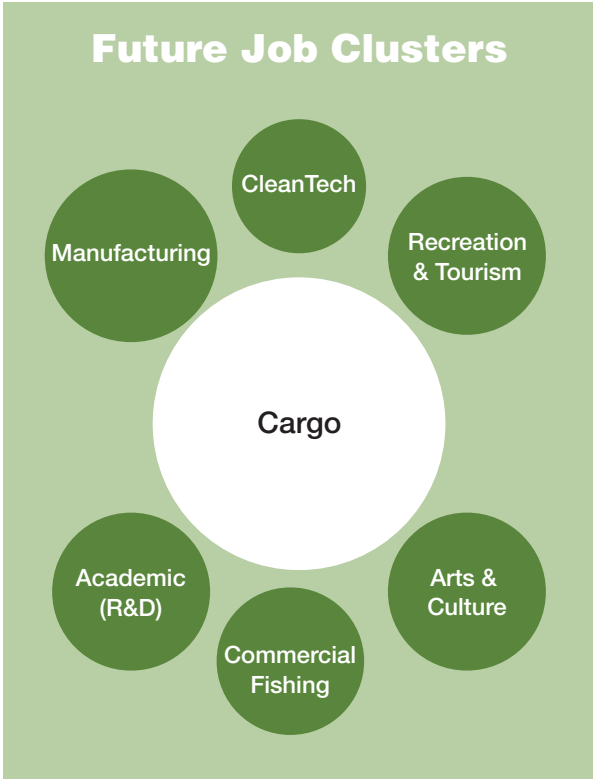 Future Job Clusters
CleanTech
Manufacturing
Recreation
& Tourism
Cargo
Academic
(R&D)
Arts &
Culture
Commercial
Fishing